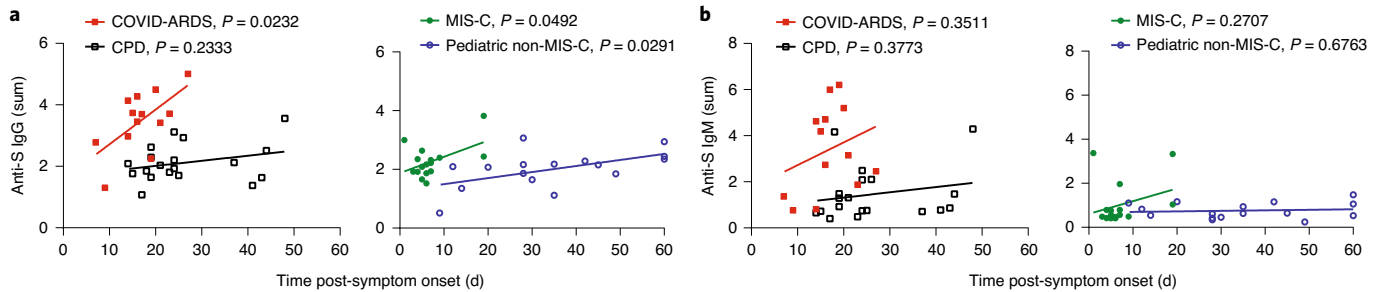 a
COVID-ARDS, P = 0.0232
CPD, P = 0.2333
MIS-C, P = 0.0492
Pediatric non-MIS-C, P = 0.0291
Anti-S IgG (sum)
6
4
2
0
0 10 20 30 40 50 60
6
4
2
0
0 10 20 30 40 50 60
Time post-symptom onset (d)
b
COVID-ARDS, P = 0.3511
CPD, P = 0.3773
MIS-C, P = 0.2707
Pediatric non-MIS-C, P = 0.6763
Anti-S IgM (sum)
8
6
4
2
0
0 10 20 30 40 50 60
8
6
4
2
0
0 10 20 30 40 50 60
Time post-symptom onset (d)